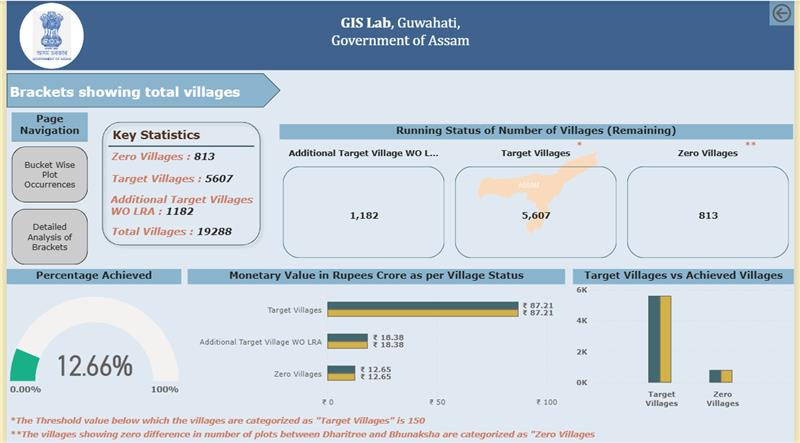 GIS Lab, Guwahati,
Government of Assam
Brackets showing total villages
Page
Navigation
Bucket Wise
Plot
Occurrences
Detailed
Analysis of
Brackets
Key Statistics
Zero Villages : 813
Target Villages : 5607
Additional Target Villages
WO LRA : 1182
Total Villages : 19288
Running Status of Number of Villages (Remaining)
Additional Target Village WO L...
1,182
Target Villages *
ASSAM
5,607
Zero Villages **
813
Percentage Achieved
12.66%
0.00% 100%
Monetary Value in Rupees Crore as per Village Status
Target Villages ₹ 87.21
₹ 87.21
Additional Target Village WO LRA ₹ 18.38
₹ 18.38
Zero Villages ₹ 12.65
₹ 12.65
₹ 0 ₹ 50 ₹ 100
Target Villages vs Achieved Villages
6K
4K
2K
0K
Target
Villages
Zero
Villages
*The Threshold value below which the villages are categorized as "Target Villages" is 150
**The villages showing zero difference in number of plots between Dharitree and Bhunaksha are categorized as "Zero Villages